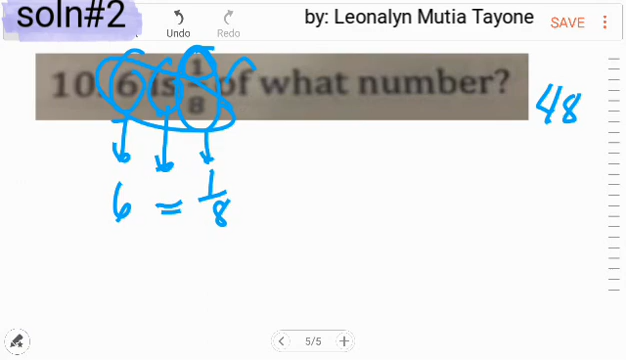 soln#2
Undo
Redo
by: Leonalyn Mutia Tayone
SAVE
10. 6 is 1/8 of what number?
48
6 = 1/8
5/5